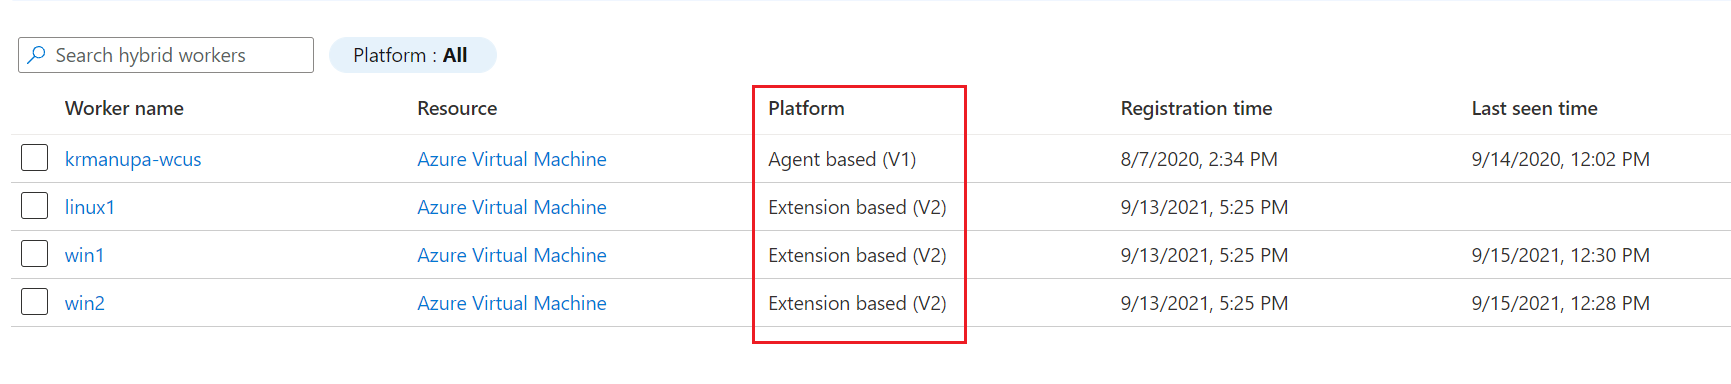 Search hybrid workers Platform : All
Worker name Resource Platform Registration time Last seen time
krmanupa-wcus Azure Virtual Machine Agent based (V1) 8/7/2020, 2:34 PM 9/14/2020, 12:02 PM
linux1 Azure Virtual Machine Extension based (V2) 9/13/2021, 5:25 PM
win1 Azure Virtual Machine Extension based (V2) 9/13/2021, 5:25 PM 9/15/2021, 12:30 PM
win2 Azure Virtual Machine Extension based (V2) 9/13/2021, 5:25 PM 9/15/2021, 12:28 PM